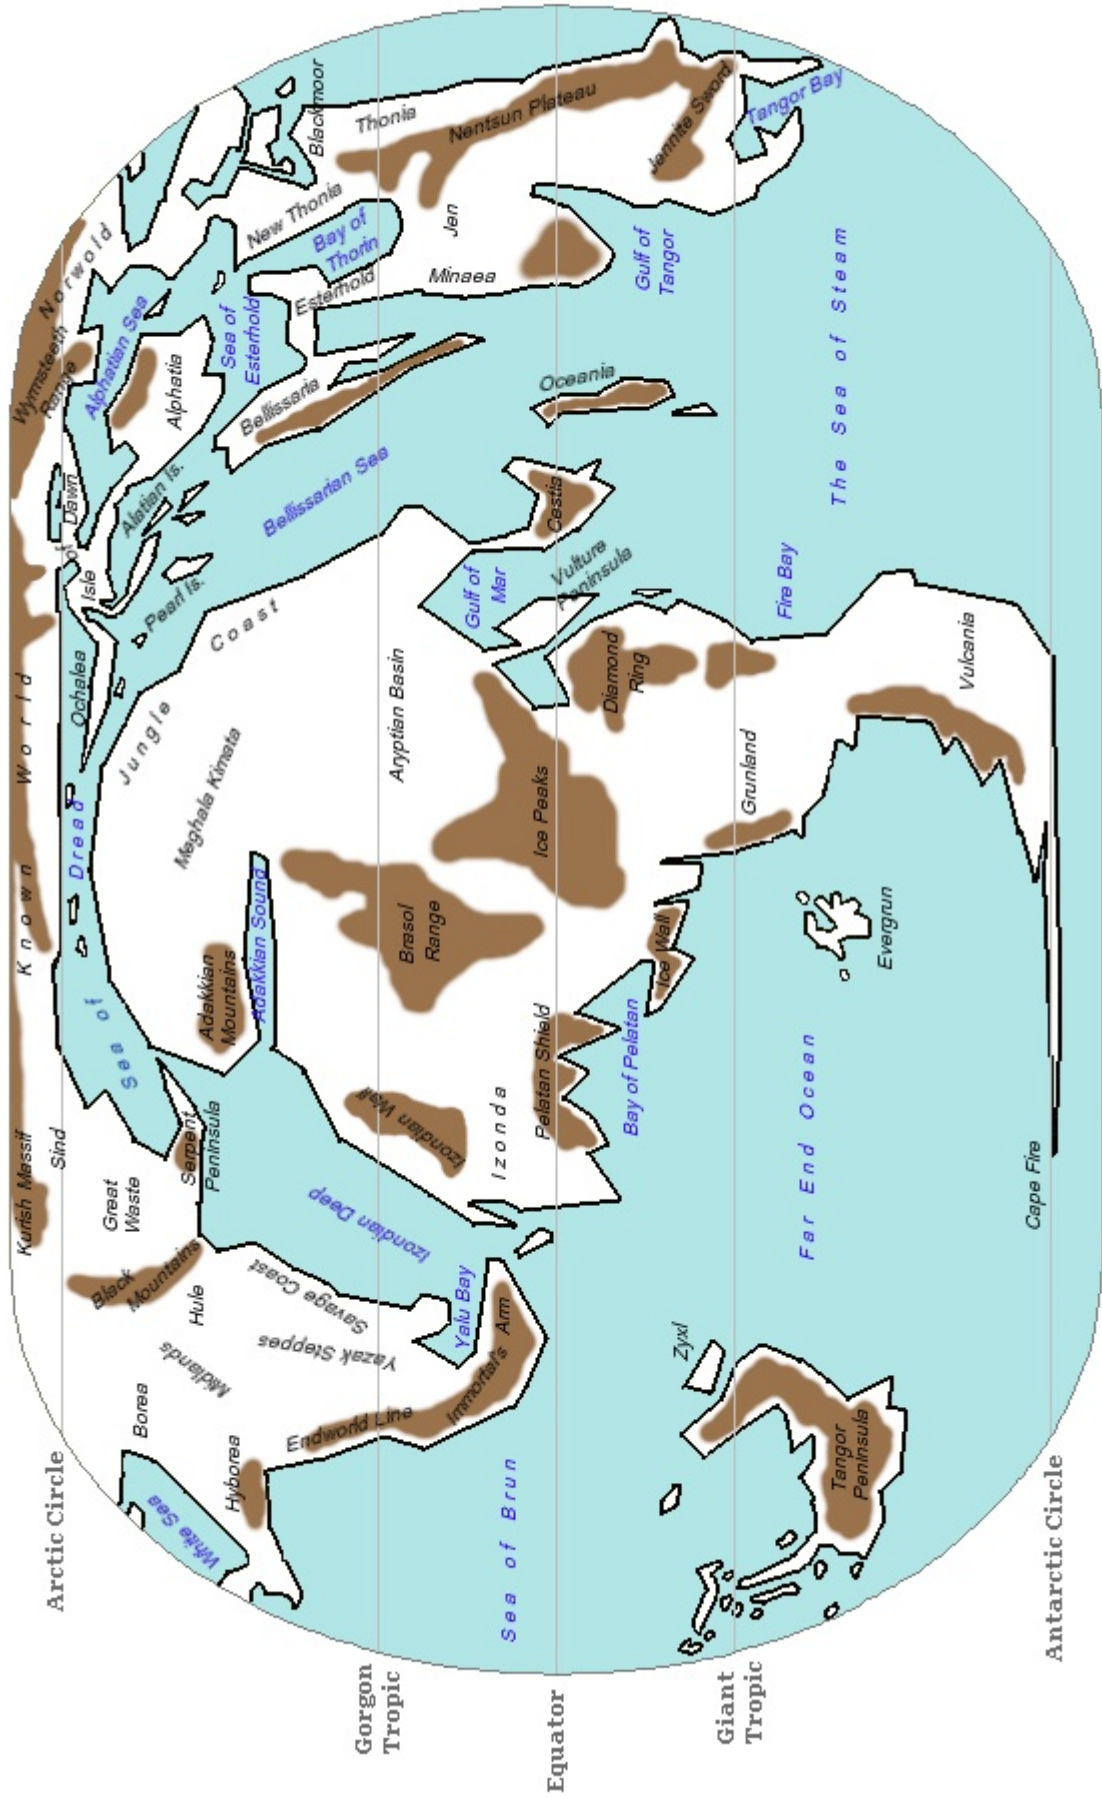 Arctic Circle
Gorgon
Tropic
Equator
Giant
Tropic
Antarctic Circle
White Sea
Borea
Hyborea
Midlands
Hule
Black
Mountains
Great
Waste
Kurish Massif
Sind
Serpent
Peninsula
Savage Coast
Yazak Steppes
Endworld Line
Immortal's Arm
Yalu Bay
Izondian Deep
Sea of Brun
Known World
Sea of Dread
Adakkian
Mountains
Adakkian Sound
Meghala Kimata
Jungle Coast
Ochalea
Pearl Is.
Isle of Dawn
Alatian Is.
Alphatia
Alphatian Sea
Wyrmsteeth
Range
Norwold
Sea of
Esterhold
Bellissaria
Bellissarian Sea
Esterhold
Bay of
Thorin
New Thonia
Blackmoor
Thonia
Nentsun Plateau
Jen
Minaea
Jennite Sword
Tangor Bay
Gulf of
Tangor
Oceania
Cestia
Vulture
Peninsula
Gulf of
Mar
Aryptian Basin
Brasol
Range
Ice Peaks
Diamond
Ring
Izondian Wall
Izonda
Pelatan Shield
Bay of Pelatan
Ice Wall
Grunland
Fire Bay
The Sea of Steam
Vulcania
Evergrun
Far End Ocean
Cape Fire
Zyxl
Tangor
Peninsula